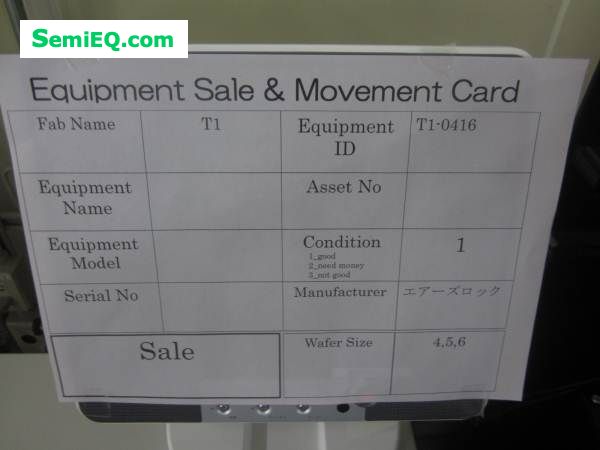 SemiEQ.com
Equipment Sale & Movement Card
Fab Name T1 Equipment ID T1-0416
Equipment Name Asset No
Equipment Model Condition 1
1_good
2_need money
3_not good
Serial No Manufacturer エアーズロック
Sale Wafer Size 4,5,6